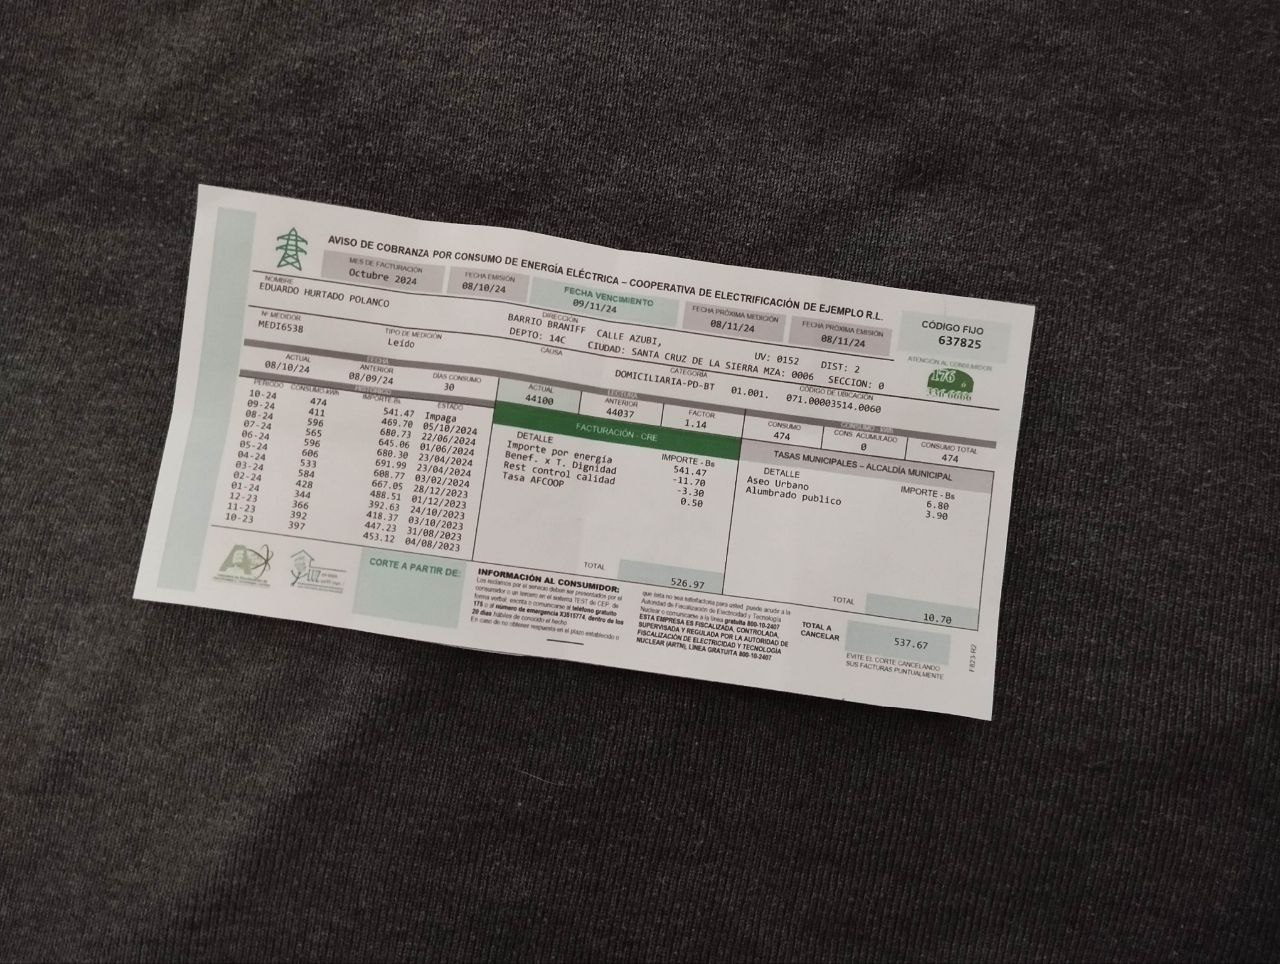 AVISO DE COBRANZA POR CONSUMO DE ENERGÍA ELÉCTRICA – COOPERATIVA DE ELECTRIFICACIÓN DE EJEMPLO R.L.
MES DE FACTURACIÓN
Octubre 2024
FECHA EMISIÓN
08/10/24
FECHA VENCIMIENTO
09/11/24
FECHA PRÓXIMA MEDICIÓN
08/11/24
FECHA PRÓXIMA EMISIÓN
08/11/24
CÓDIGO FIJO
637825
NOMBRE
EDUARDO HURTADO POLANCO
DIRECCIÓN
BARRIO BRANIFF CALLE AZUBI,
UV: 0152 DIST: 2
DEPTO: 14C CIUDAD: SANTA CRUZ DE LA SIERRA MZA: 0006 SECCION: 0
ATENCIÓN AL CONSUMIDOR
176
Nº MEDIDOR
MEDI6538
TIPO DE MEDICIÓN
Leído
CAUSA
CATEGORÍA
DOMICILIARIA-PD-BT
CÓDIGO DE UBICACIÓN
01.001. 071.00003514.0060
FECHA
ACTUAL
08/10/24
ANTERIOR
08/09/24
DÍAS CONSUMO
30
LECTURA
ACTUAL
44100
ANTERIOR
44037
FACTOR
1.14
CONSUMO - kWh
CONSUMO
474
CONS. ACUMULADO
0
CONSUMO TOTAL
474
HISTÓRICO
PERÍODO CONSUMO kWh IMPORTE-Bs ESTADO
10-24 474 541.47 Impaga
09-24 411 469.70 05/10/2024
08-24 596 680.73 22/06/2024
07-24 565 645.06 01/06/2024
06-24 596 680.30 23/04/2024
05-24 606 691.99 23/04/2024
04-24 533 608.77 03/02/2024
03-24 584 667.05 28/12/2023
02-24 428 488.51 01/12/2023
01-24 344 392.63 24/10/2023
12-23 366 418.37 03/10/2023
11-23 392 447.23 31/08/2023
10-23 397 453.12 04/08/2023
FACTURACIÓN - CRE
DETALLE IMPORTE - Bs
Importe por energía 541.47
Benef. x T. Dignidad -11.70
Rest control calidad -3.30
Tasa AFCOOP 0.50
TOTAL 526.97
TASAS MUNICIPALES – ALCALDÍA MUNICIPAL
DETALLE IMPORTE - Bs
Aseo Urbano 6.80
Alumbrado publico 3.90
TOTAL 10.70
CORTE A PARTIR DE:
INFORMACIÓN AL CONSUMIDOR:
Los reclamos por el servicio deben ser presentados por el
consumidor o un tercero en el sistema TEST de CEP, de
forma verbal, escrita o comunicarse al teléfono gratuito
176 o al número de emergencia X3515774, dentro de los
20 días hábiles de conocido el hecho.
En caso de no obtener respuesta en el plazo establecido o
que ésta no sea satisfactoria para usted, puede acudir a la
Autoridad de Fiscalización de Electricidad y Tecnología
Nuclear o comunicarse a la línea gratuita 800-10-2407
ESTA EMPRESA ES FISCALIZADA, CONTROLADA,
SUPERVISADA Y REGULADA POR LA AUTORIDAD DE
FISCALIZACIÓN DE ELECTRICIDAD Y TECNOLOGÍA
NUCLEAR (AETN), LÍNEA GRATUITA 800-10-2407
TOTAL A
CANCELAR
537.67
EVITE EL CORTE CANCELANDO
SUS FACTURAS PUNTUALMENTE
F823-R2